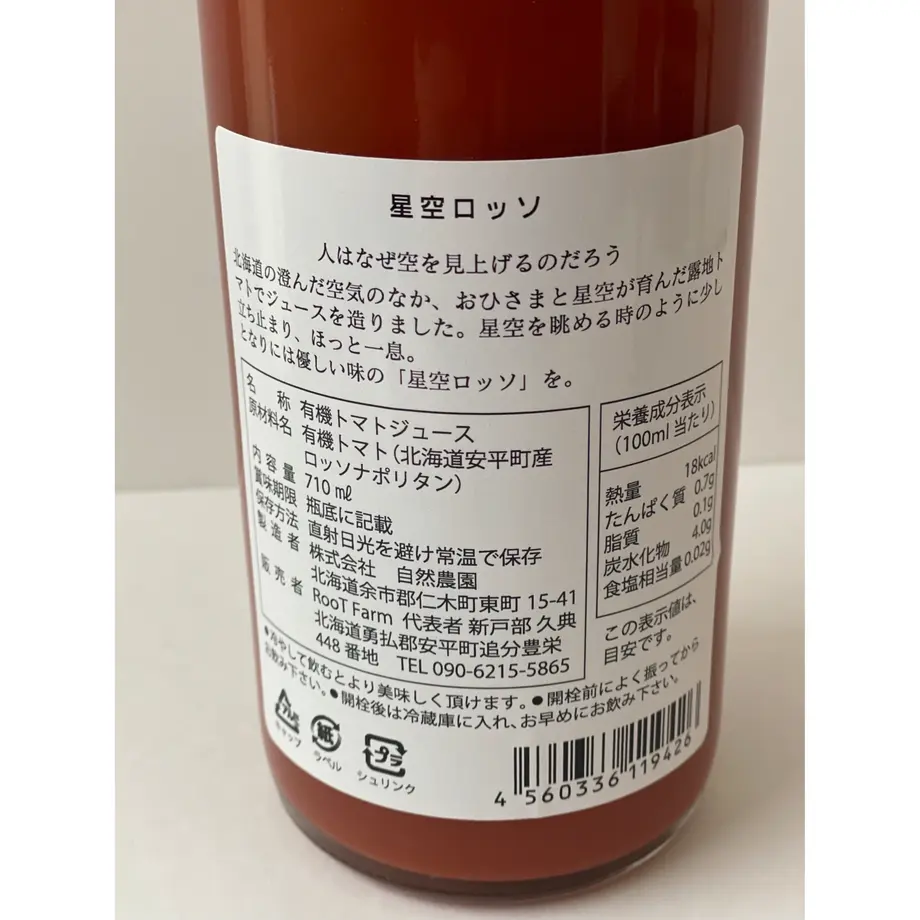 星空ロッソ
人はなぜ空を見上げるのだろう
北海道の澄んだ空気のなか、おひさまと星空が育んだ露地ト
マトでジュースを造りました。星空を眺める時のように少し
立ち止まり、ほっと一息。
となりには優しい味の「星空ロッソ」を。
名称 有機トマトジュース
原材料名 有機トマト(北海道安平町産
ロッソナポリタン)
内容量 710㎖
賞味期限 瓶底に記載
保存方法 直射日光を避け常温で保存
製造者 株式会社 自然農園
北海道余市郡仁木町東町 15-41
販売者 RooT Farm 代表者 新戸部 久典
北海道勇払郡安平町追分豊栄
448 番地 TEL 090-6215-5865
栄養成分表示
(100ml 当たり)
熱量 18kcal
たんぱく質 0.7g
脂質 0.1g
炭水化物 4.0g
食塩相当量 0.02g
この表示値は、
目安です。
●冷やして飲むとより美味しく頂けます。●開栓前によく振ってから
お飲み下さい。●開栓後は冷蔵庫に入れ、お早めにお飲み下さい。
アルミ
キャップ
紙
ラベル
プラ
シュリンク
4 560336 119426